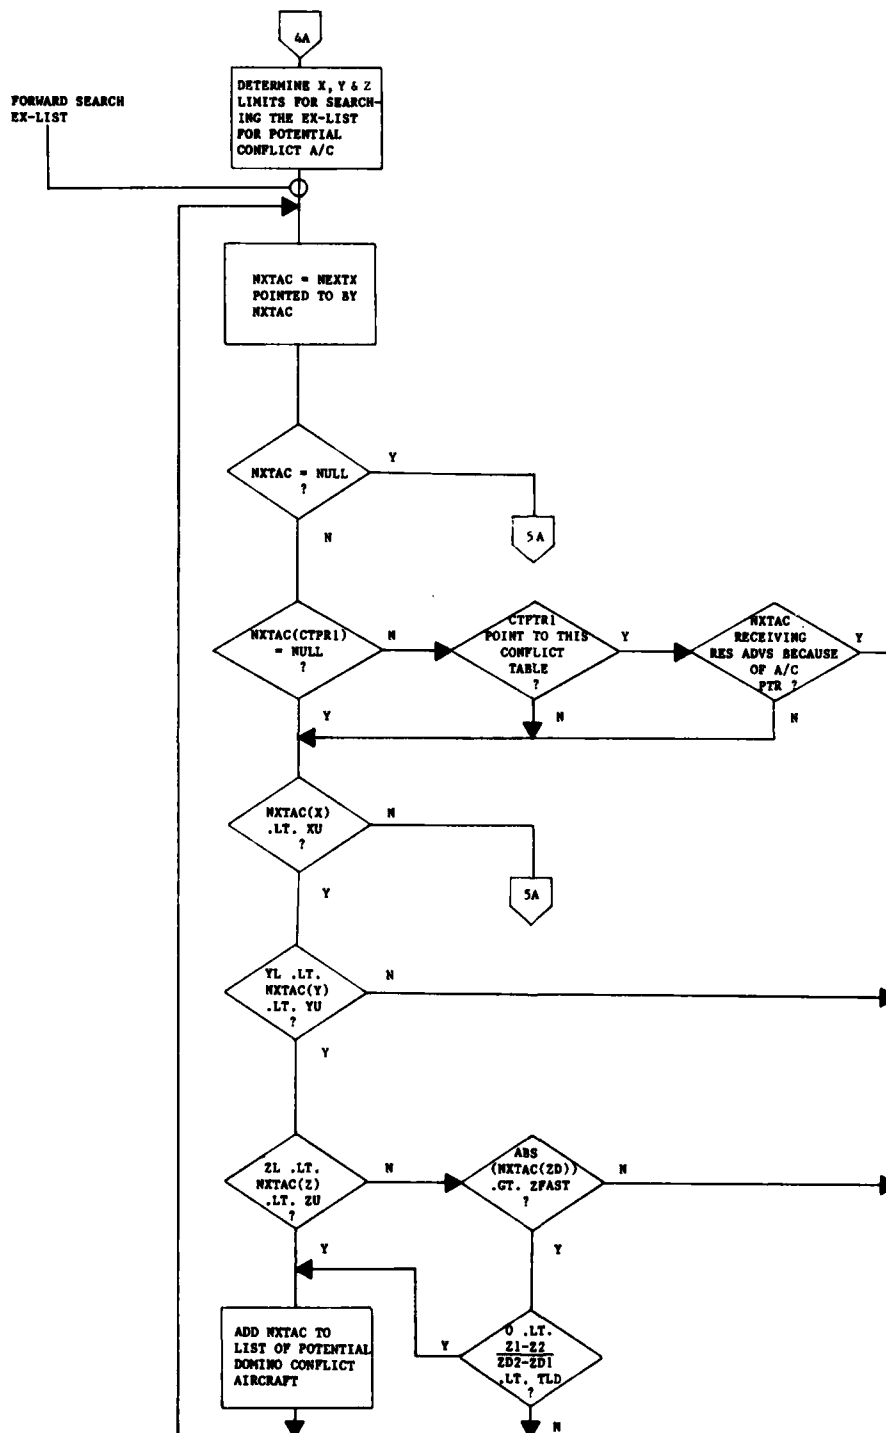 4A
DETERMINE X, Y & Z
LIMITS FOR SEARCH-
ING THE EX-LIST
FOR POTENTIAL
CONFLICT A/C
FORWARD SEARCH
EX-LIST
NXTAC = NEXTX
POINTED TO BY
NXTAC
NXTAC = NULL
?
Y
5A
N
NXTAC(CTPR1)
= NULL
?
N
CTPTR1
POINT TO THIS
CONFLICT
TABLE
?
Y
NXTAC
RECEIVING
RES ADVS BECAUSE
OF A/C
PTR ?
Y
Y
N
N
NXTAC(X)
.LT. XU
?
N
5A
Y
YL .LT.
NXTAC(Y)
.LT. YU
?
N
Y
ZL .LT.
NXTAC(Z)
.LT. ZU
?
N
ABS
(NXTAC(ZD))
.GT. ZFAST
?
N
Y
Y
ADD NXTAC TO
LIST OF POTENTIAL
DOMINO CONFLICT
AIRCRAFT
Y
0 .LT.
Z1-Z2
ZD2-ZD1
.LT. TLD
?
N